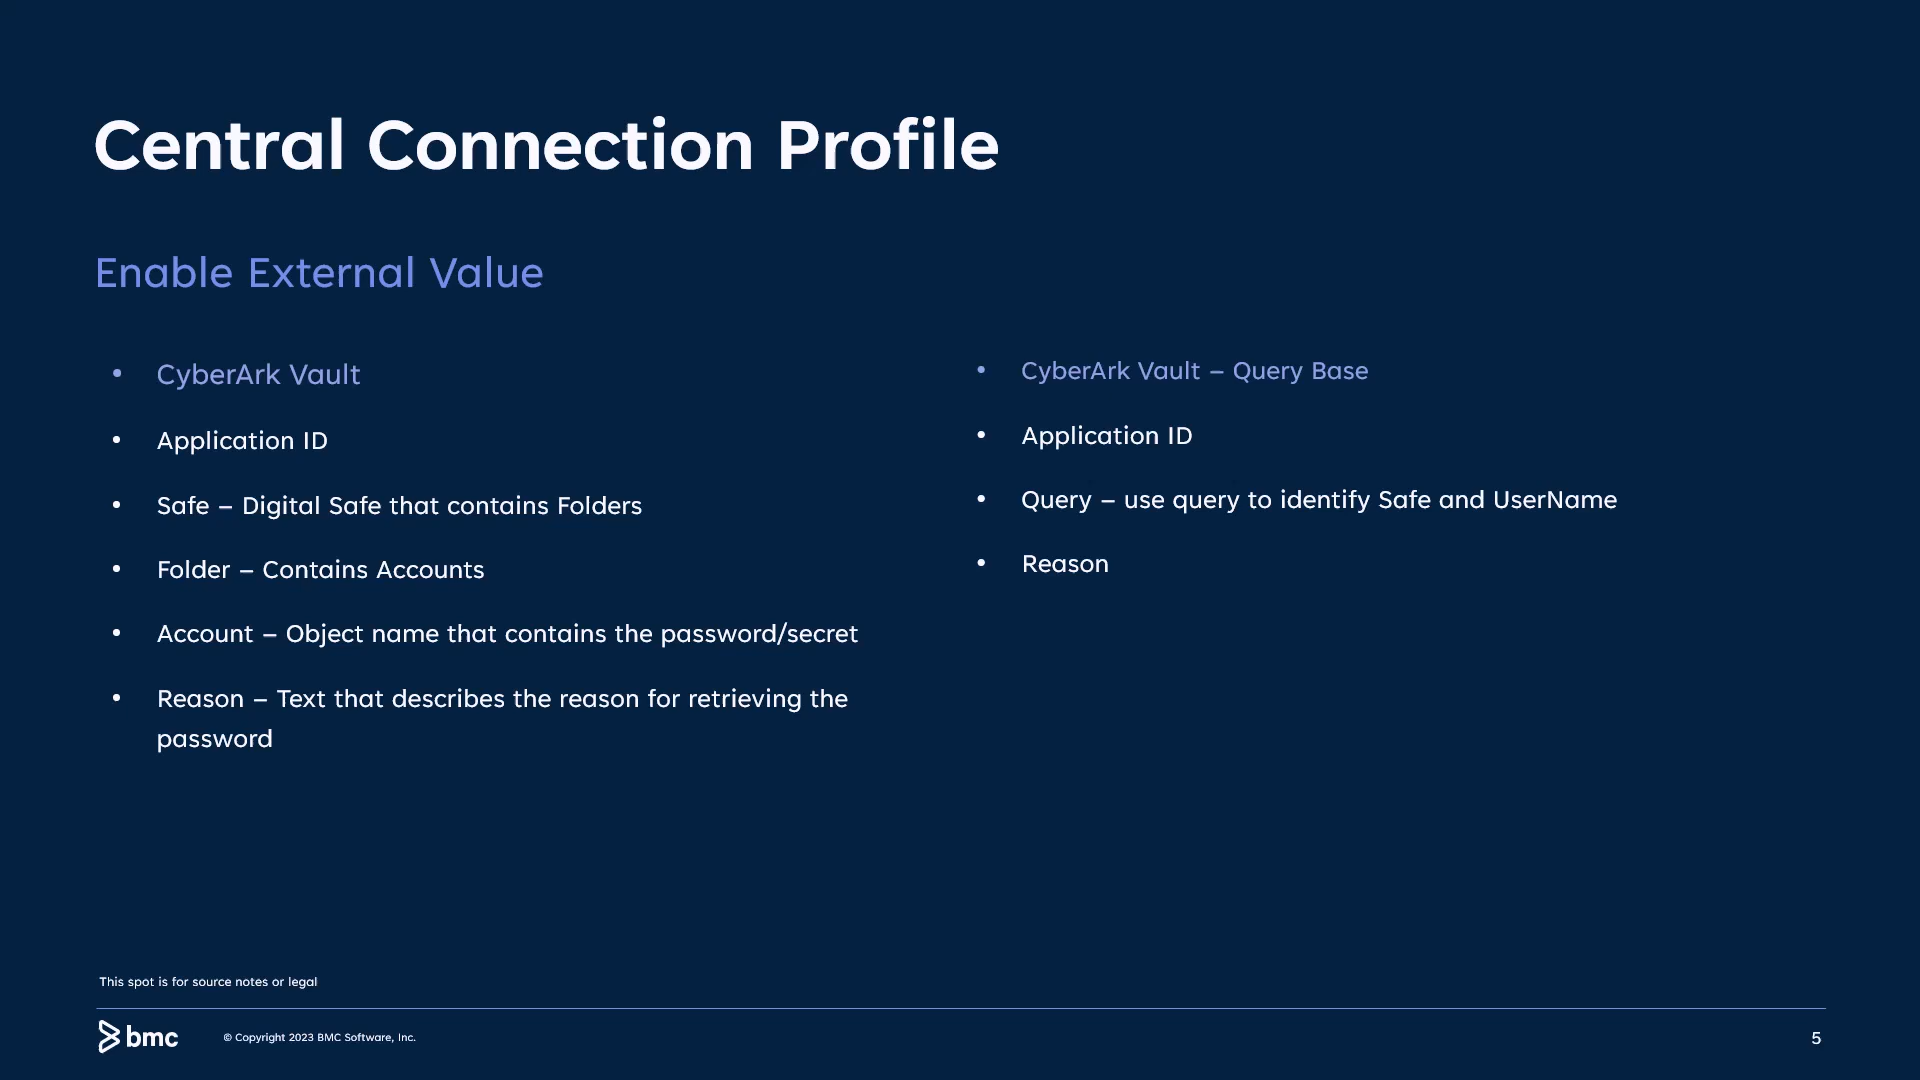 Central Connection Profile
Enable External Value
• CyberArk Vault
• Application ID
• Safe – Digital Safe that contains Folders
• Folder – Contains Accounts
• Account – Object name that contains the password/secret
• Reason – Text that describes the reason for retrieving the
password
• CyberArk Vault – Query Base
• Application ID
• Query – use query to identify Safe and UserName
• Reason
This spot is for source notes or legal
bmc
© Copyright 2023 BMC Software, Inc.
5